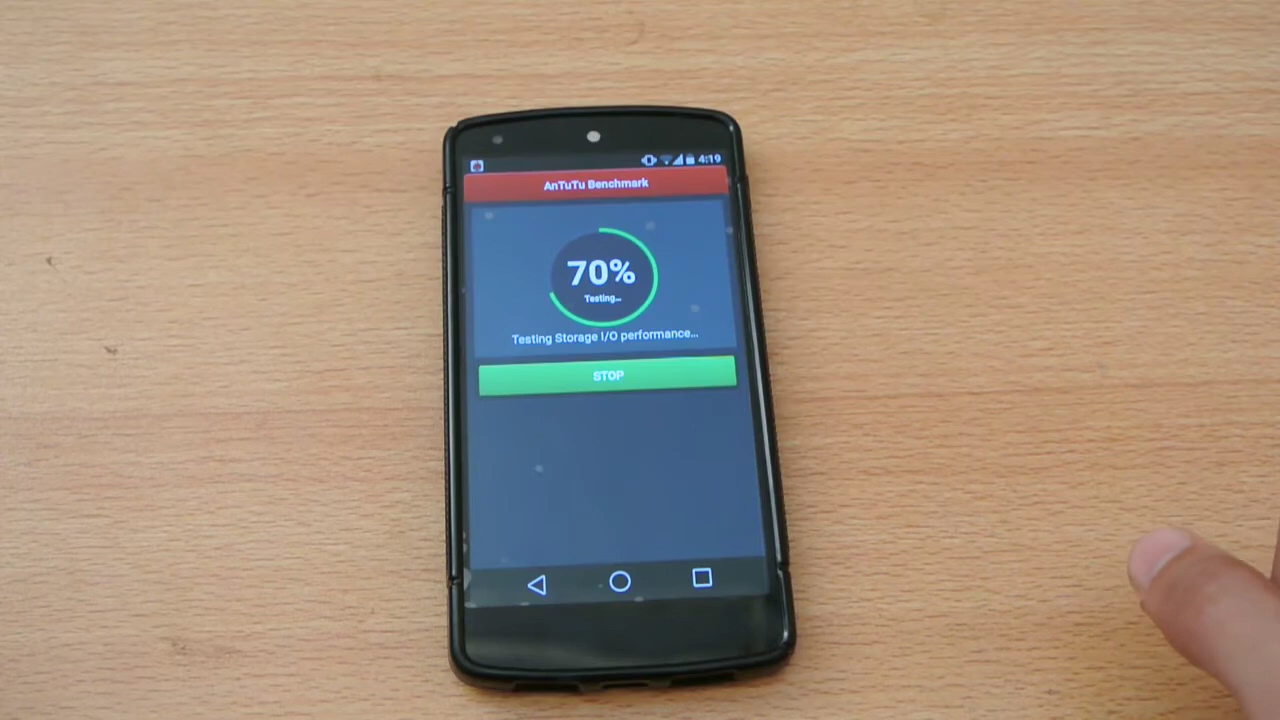 4:19
AnTuTu Benchmark
70%
Testing...
Testing Storage I/O performance...
STOP